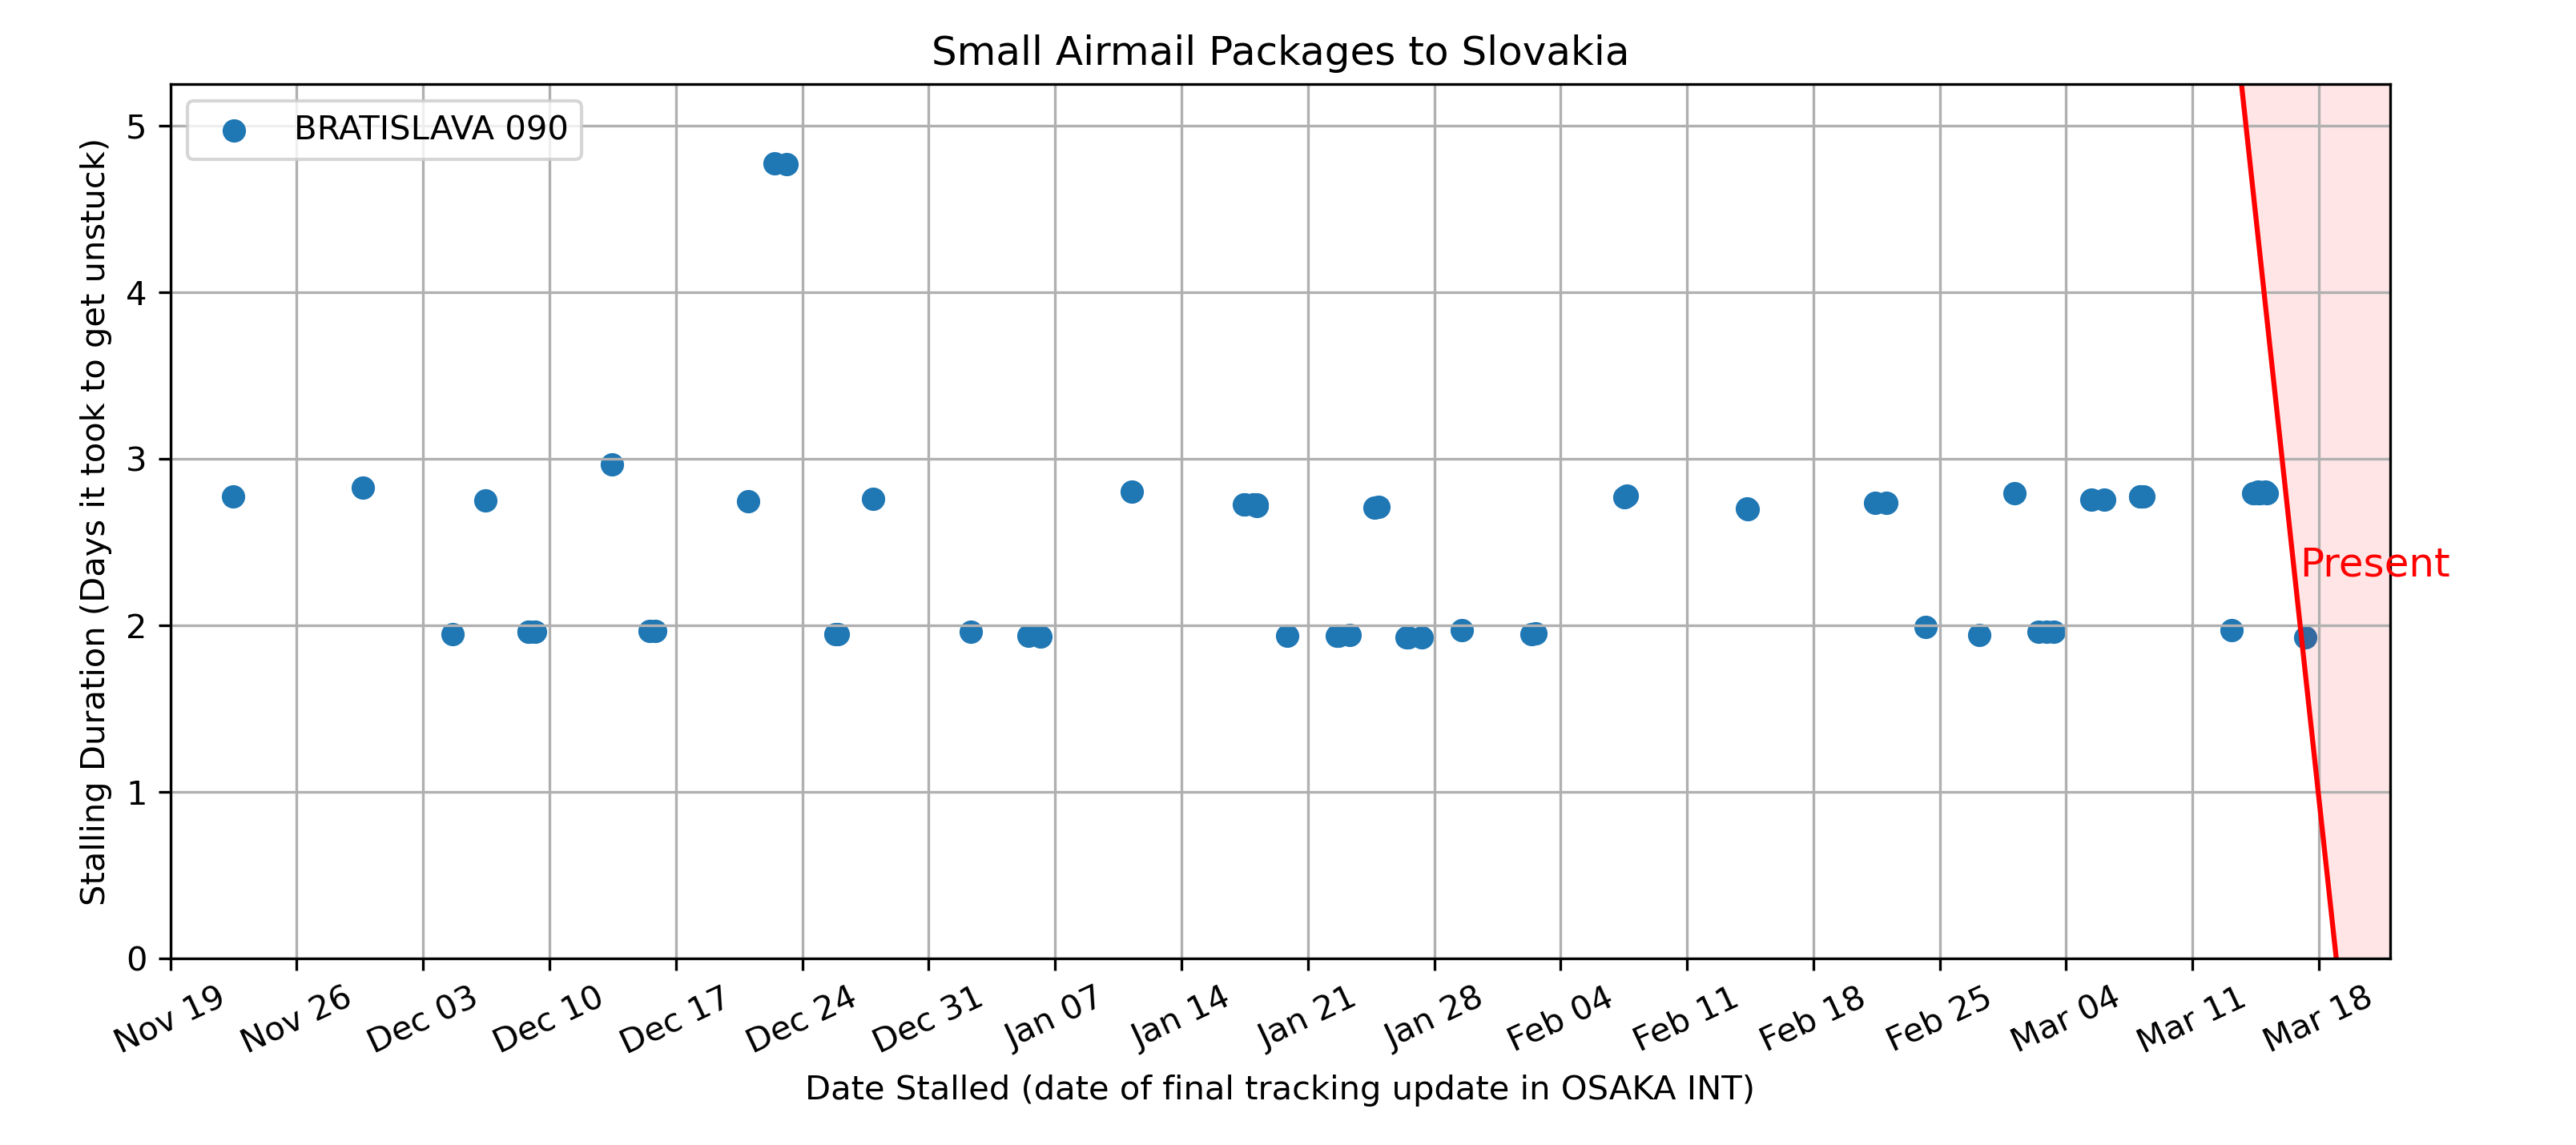 Small Airmail Packages to Slovakia
BRATISLAVA 090
Stalling Duration (Days it took to get unstuck)
5
4
3
2
1
0
Present
Nov 19
Nov 26
Dec 03
Dec 10
Dec 17
Dec 24
Dec 31
Jan 07
Jan 14
Jan 21
Jan 28
Feb 04
Feb 11
Feb 18
Feb 25
Mar 04
Mar 11
Mar 18
Date Stalled (date of final tracking update in OSAKA INT)